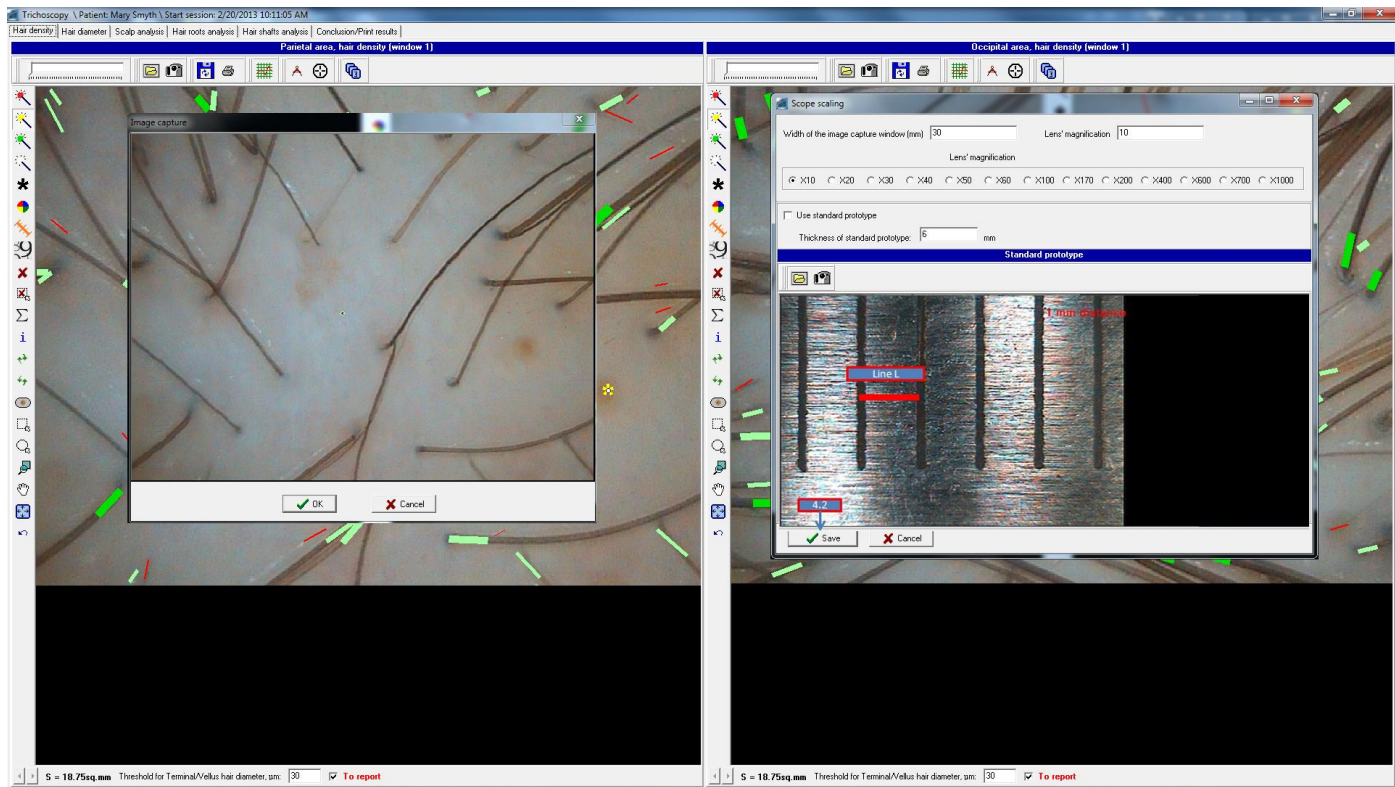 Trichoscopy \ Patient: Mary Smyth \ Start session: 2/20/2013 10:11:05 AM
Hair density Hair diameter Scalp analysis Hair roots analysis Hair shafts analysis Conclusion/Print results
Parietal area, hair density (window 1)
Occipital area, hair density (window 1)
Image capture
OK
Cancel
Scope scaling
Width of the image capture window (mm) 30 Lens' magnification 10
Lens' magnification
X10 X20 X30 X40 X50 X60 X100 X170 X200 X400 X600 X700 X1000
Use standard prototype
Thickness of standard prototype: 6 mm
Standard prototype
1 mm distance
Line L
4.2
Save
Cancel
S = 18.75sq.mm Threshold for Terminal/Vellus hair diameter, µm: 30 To report
S = 18.75sq.mm Threshold for Terminal/Vellus hair diameter, µm: 30 To report